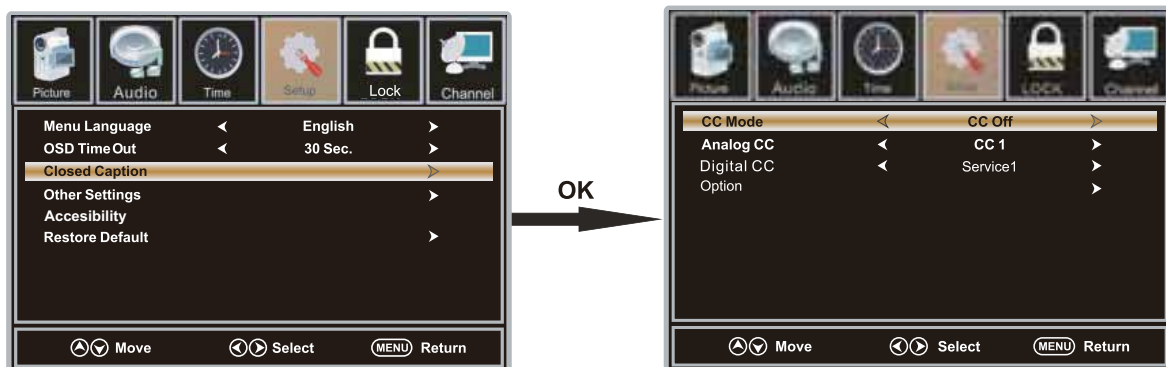 Picture Audio Time Setup Lock Channel
Menu Language English
OSD Time Out 30 Sec.
Closed Caption
Other Settings
Accesibility
Restore Default
Move Select MENU Return
OK
Picture Audio Time Setup LOCK Channel
CC Mode CC Off
Analog CC CC 1
Digital CC Service1
Option
Move Select MENU Return